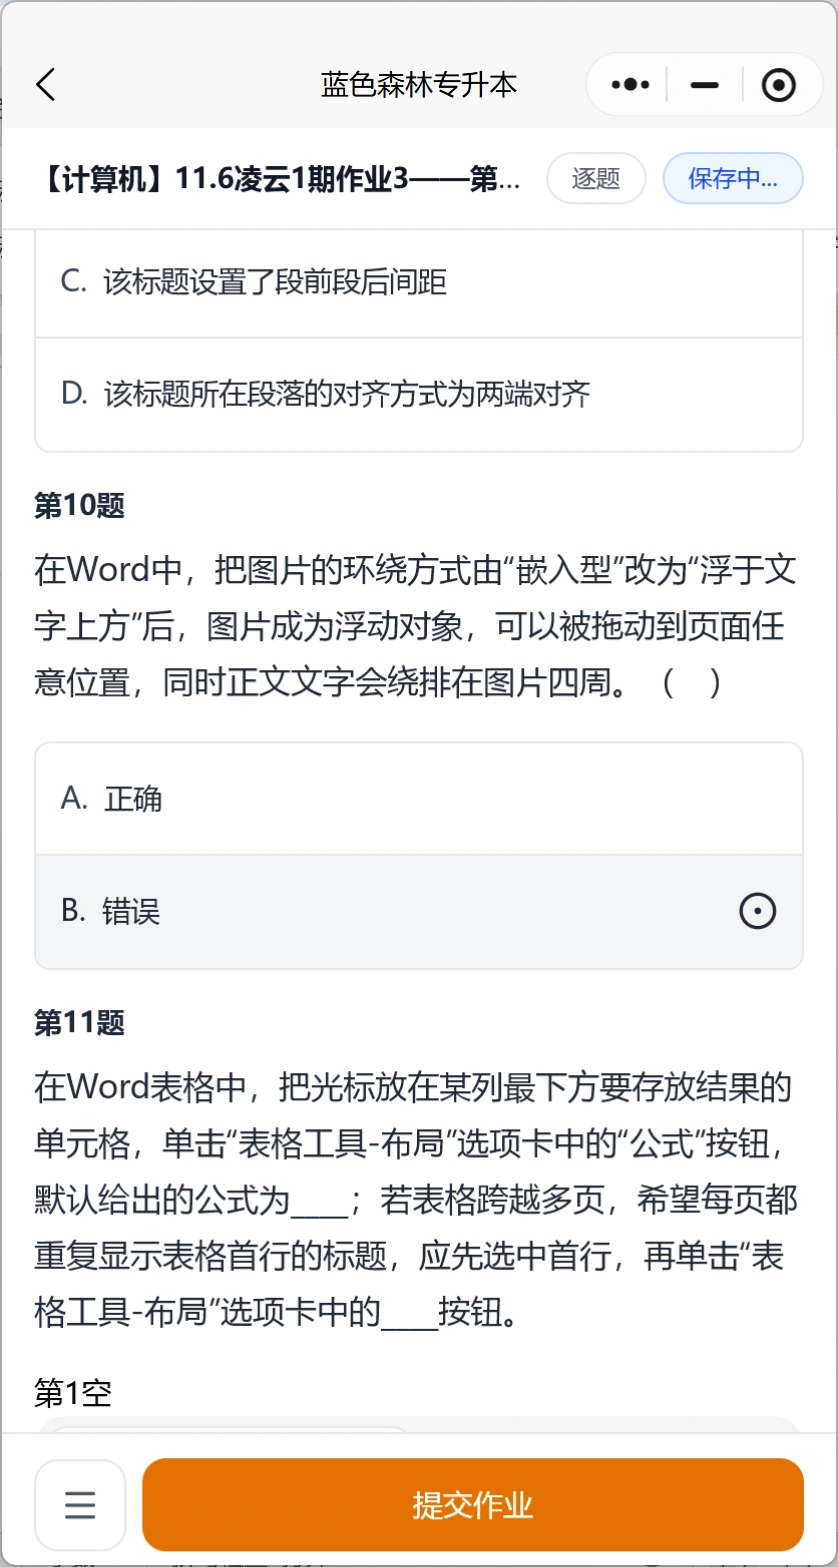 蓝色森林专升本
【计算机】11.6凌云1期作业3——第... 逐题 保存中...
C. 该标题设置了段前段后间距
D. 该标题所在段落的对齐方式为两端对齐
第10题
在Word中，把图片的环绕方式由“嵌入型”改为“浮于文
字上方”后，图片成为浮动对象，可以被拖动到页面任
意位置，同时正文文字会绕排在图片四周。（　）
A. 正确
B. 错误
第11题
在Word表格中，把光标放在某列最下方要存放结果的
单元格，单击“表格工具-布局”选项卡中的“公式”按钮，
默认给出的公式为____；若表格跨越多页，希望每页都
重复显示表格首行的标题，应先选中首行，再单击“表
格工具-布局”选项卡中的____按钮。
第1空
提交作业